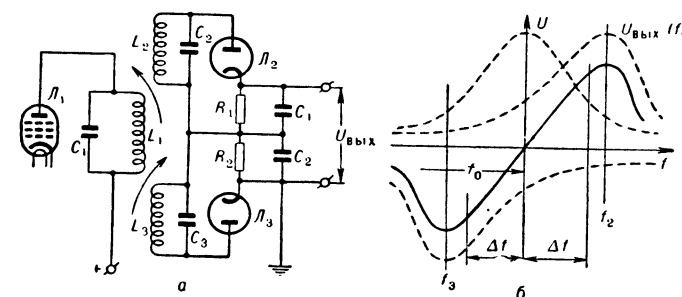 Л₁
C₁
L₁
L₂
C₂
Л₂
R₁
C₁
R₂
C₂
Uвых
L₃
C₃
Л₃
+
а
U
Uвых (f
f₀
f
f₂
Δf
Δf
f₃
б